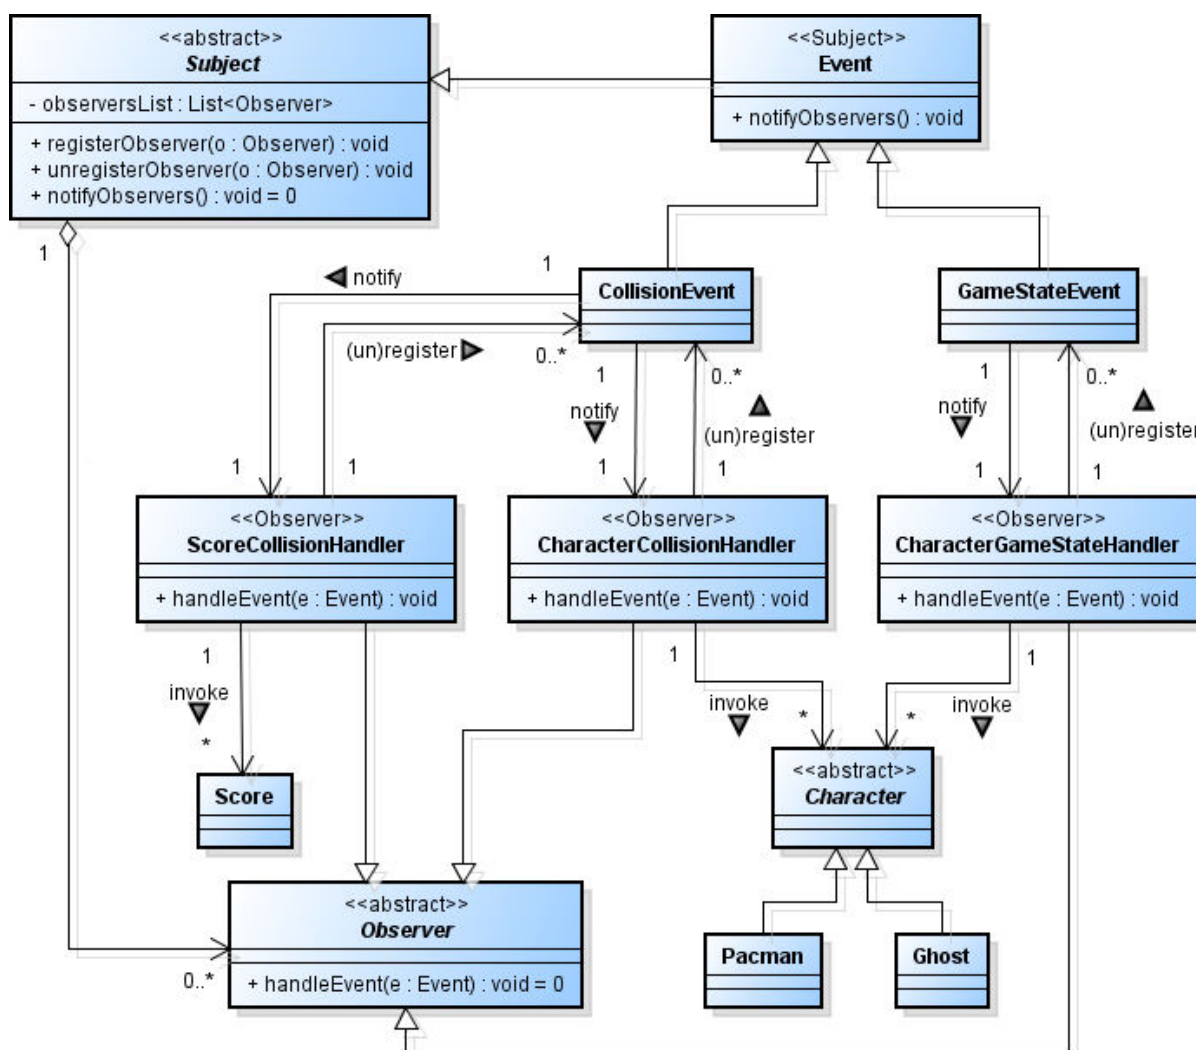 <<abstract>>
Subject
- observersList : List<Observer>
+ registerObserver(o : Observer) : void
+ unregisterObserver(o : Observer) : void
+ notifyObservers() : void = 0
<<Subject>>
Event
+ notifyObservers() : void
1
notify
1
CollisionEvent
GameStateEvent
(un)register
0..*
1
0..*
1
0..*
notify
(un)register
notify
(un)register
1
1
1
1
1
1
<<Observer>>
ScoreCollisionHandler
+ handleEvent(e : Event) : void
<<Observer>>
CharacterCollisionHandler
+ handleEvent(e : Event) : void
<<Observer>>
CharacterGameStateHandler
+ handleEvent(e : Event) : void
1
1
1
invoke
invoke
invoke
*
*
*
Score
<<abstract>>
Character
<<abstract>>
Observer
+ handleEvent(e : Event) : void = 0
0..*
Pacman
Ghost